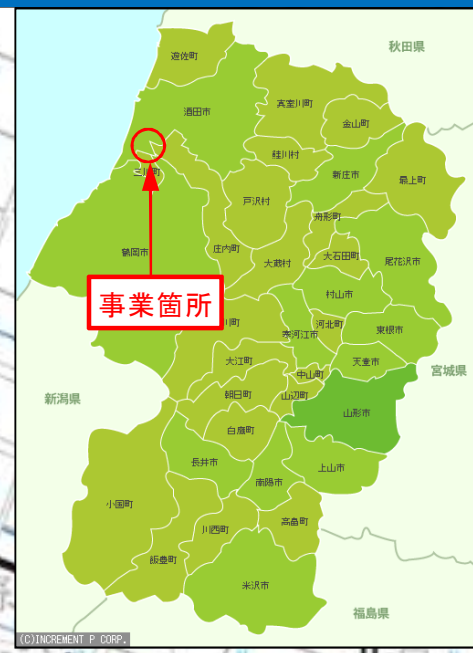 秋田県
遊佐町
酒田市
真室川町
金山町
鮭川村
新庄市
最上町
戸沢村
舟形町
鶴岡市
庄内町
大蔵村
大石田町
尾花沢市
事業箇所
村山市
川町
寒河江市
河北町
東根市
大江町
天童市
宮城県
中山町
新潟県
朝日町
山辺町
山形市
白鷹町
長井市
上山市
南陽市
小国町
川西町
高畠町
飯豊町
米沢市
福島県
(C)INCREMENT P CORP.